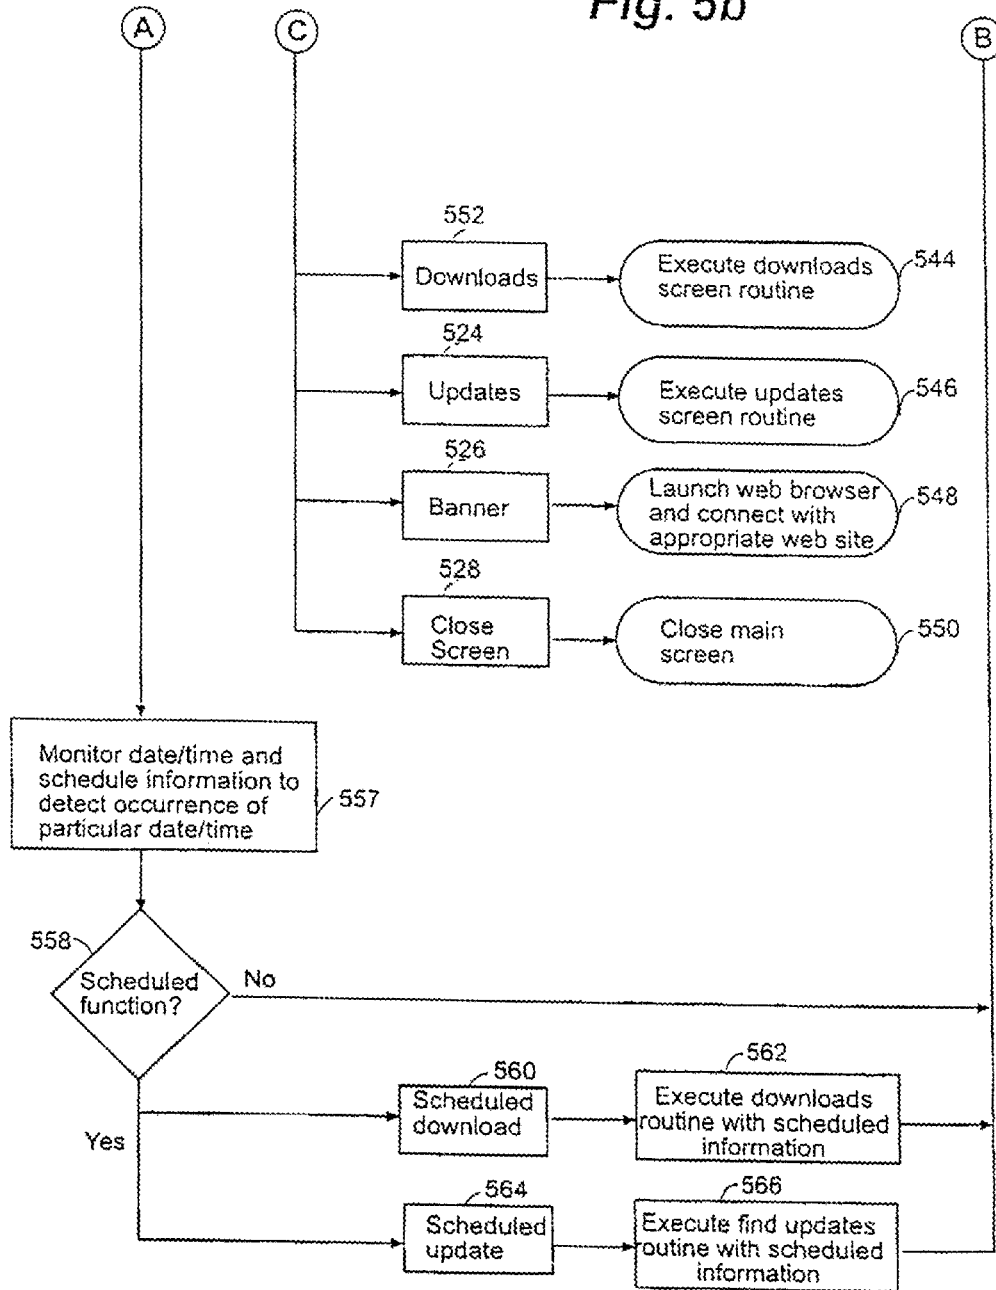 Fig. 5b
A
C
B
552
Downloads
Execute downloads
screen routine
544
524
Updates
Execute updates
screen routine
546
526
Banner
Launch web browser
and connect with
appropriate web site
548
528
Close
Screen
Close main
screen
550
Monitor date/time and
schedule information to
detect occurrence of
particular date/time
557
558
Scheduled
function?
No
Yes
560
Scheduled
download
562
Execute downloads
routine with scheduled
information
564
Scheduled
update
566
Execute find updates
routine with scheduled
information